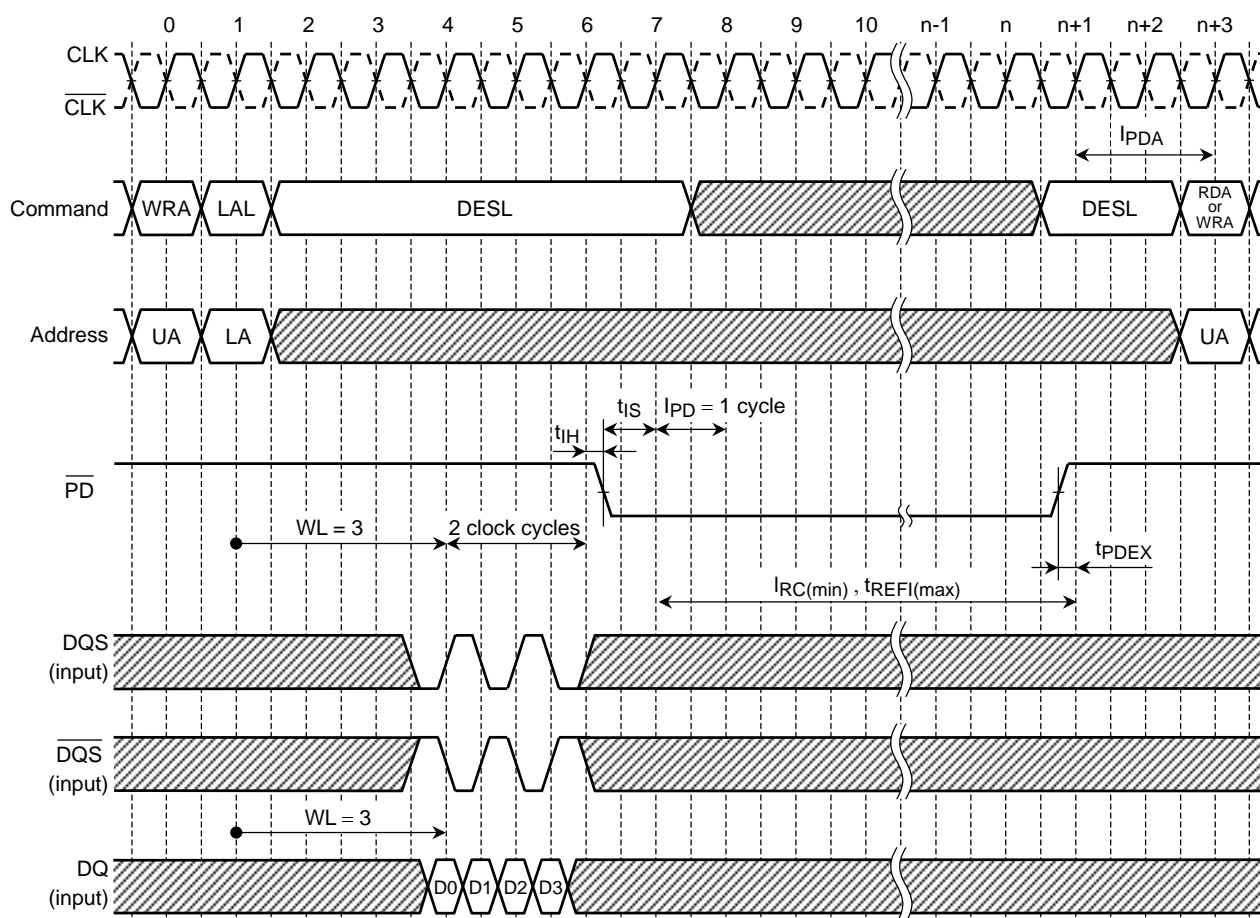 0 1 2 3 4 5 6 7 8 9 10 n-1 n n+1 n+2 n+3
CLK
CLK
IPDA
Command WRA LAL DESL DESL RDA or WRA
Address UA LA UA
tIS IPD = 1 cycle
tIH
PD
WL = 3 2 clock cycles
tPDEX
IRC(min) , tREFI(max)
DQS
(input)
DQS
(input)
WL = 3
DQ
(input)
D0 D1 D2 D3